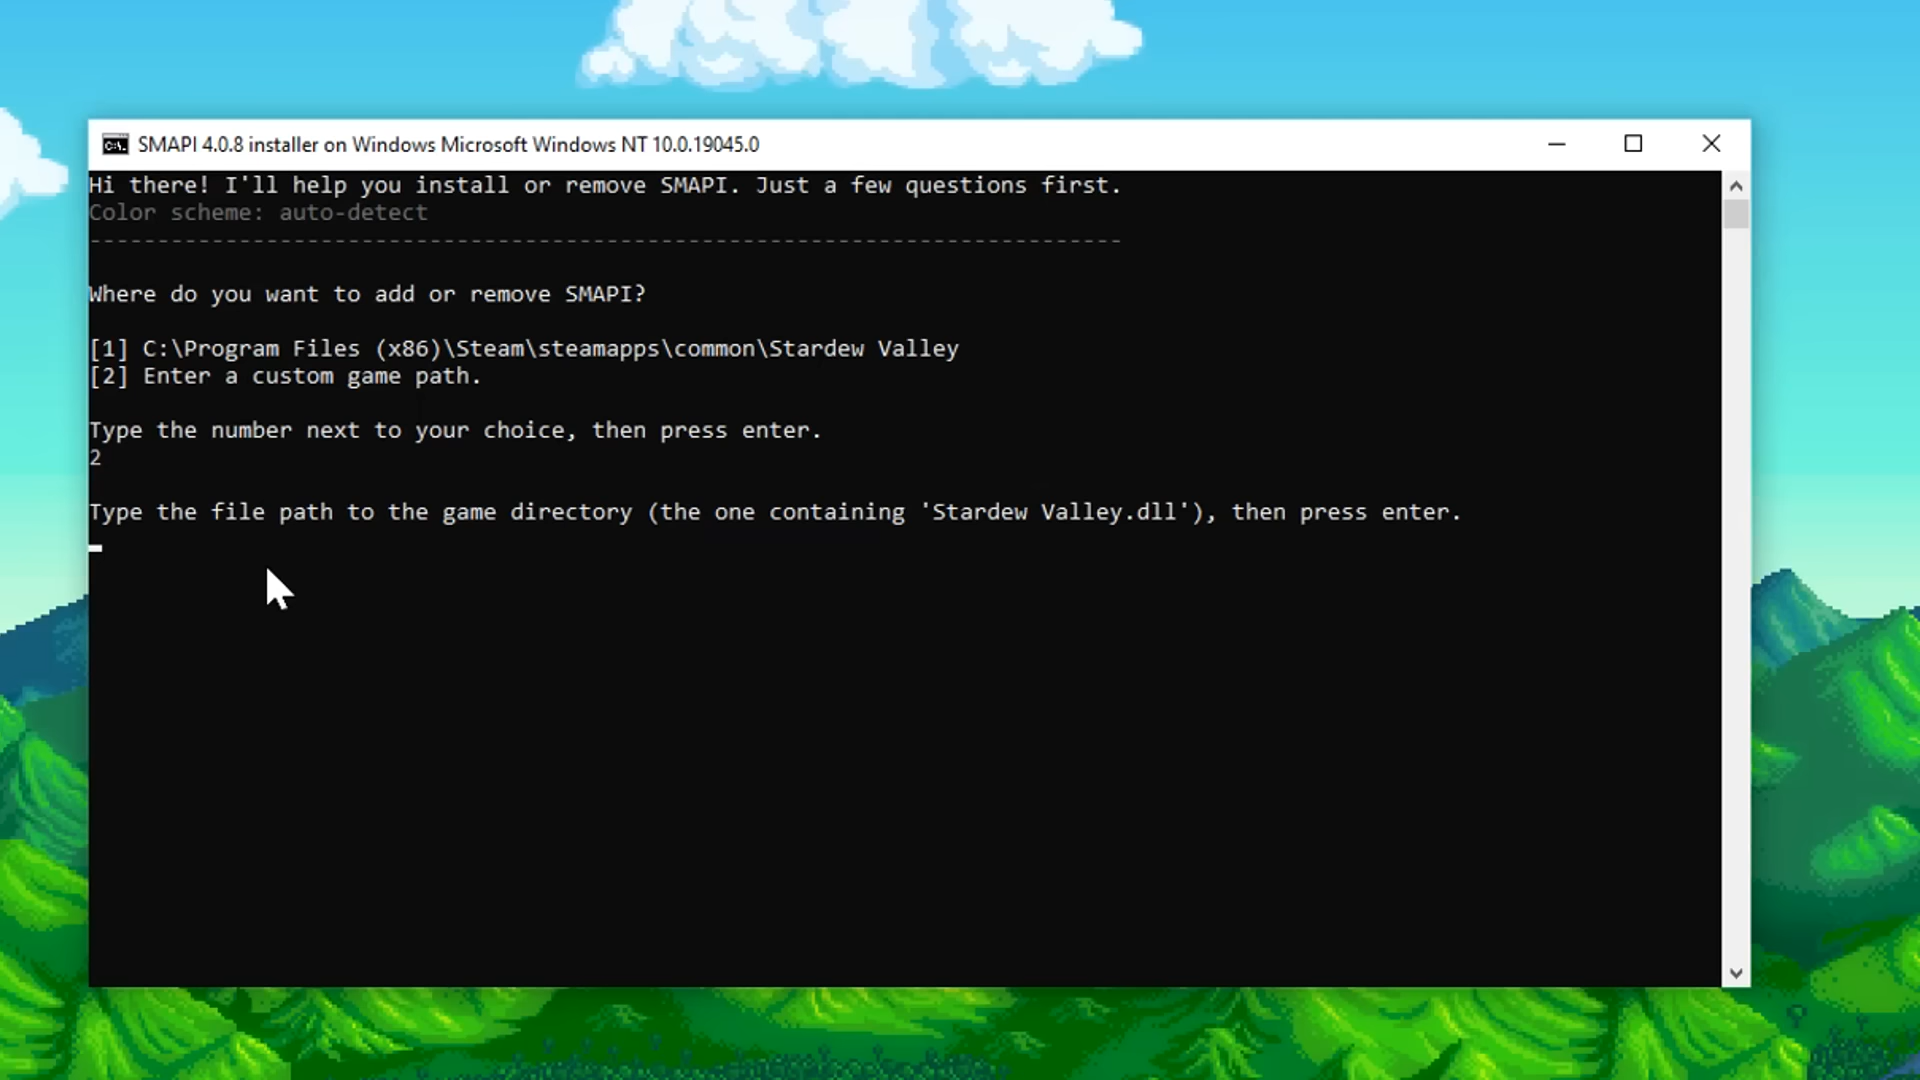 SMAPI 4.0.8 installer on Windows Microsoft Windows NT 10.0.19045.0
Hi there! I'll help you install or remove SMAPI. Just a few questions first.
Color scheme: auto-detect
----------------------------------------------------------------------------
Where do you want to add or remove SMAPI?
[1] C:\Program Files (x86)\Steam\steamapps\common\Stardew Valley
[2] Enter a custom game path.
Type the number next to your choice, then press enter.
2
Type the file path to the game directory (the one containing 'Stardew Valley.dll'), then press enter.